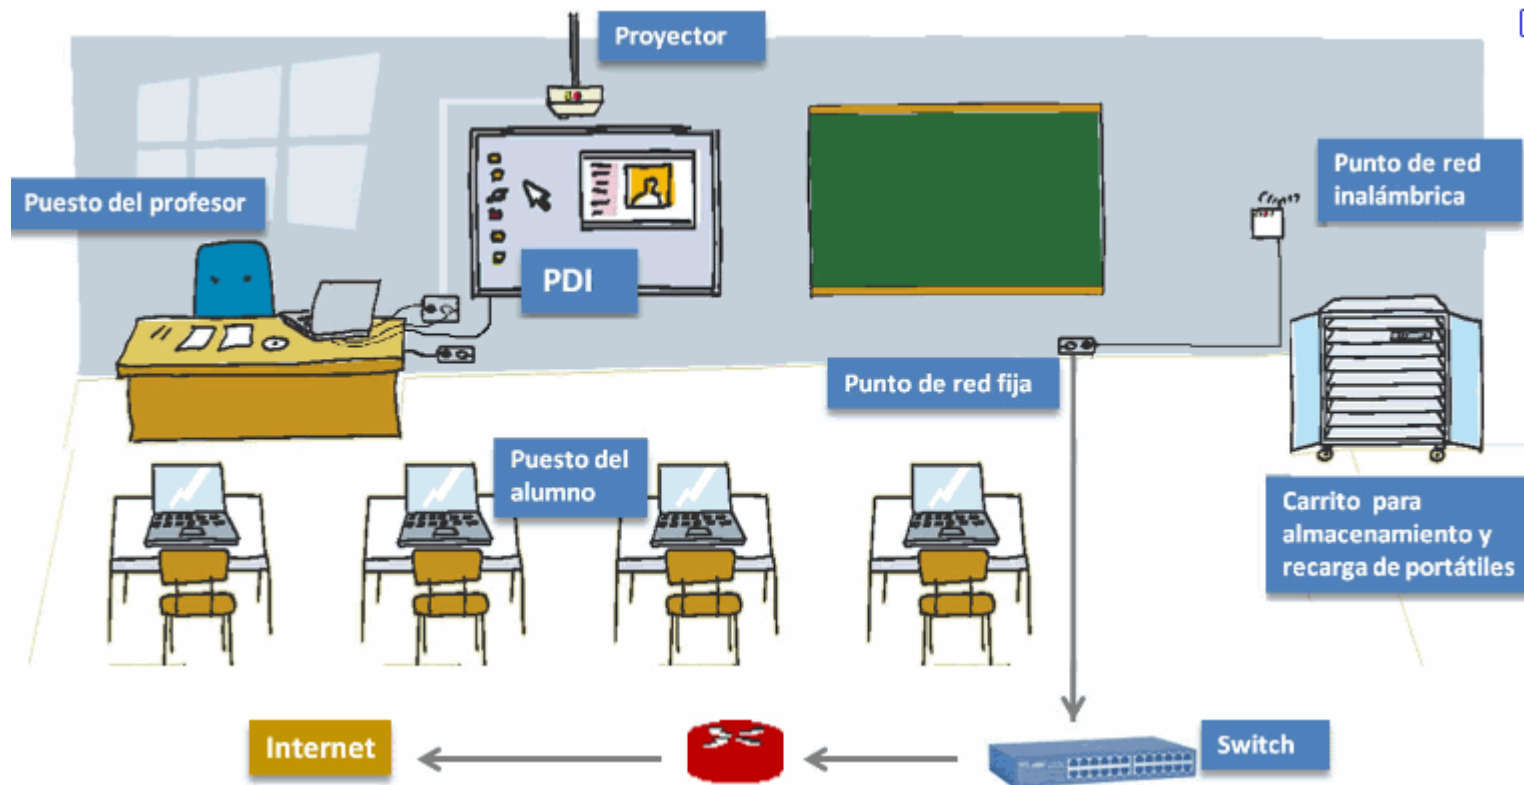 Proyector
Punto de red
inalámbrica
Puesto del profesor
PDI
Punto de red fija
Puesto del
alumno
Carrito para
almacenamiento y
recarga de portátiles
Internet
Switch